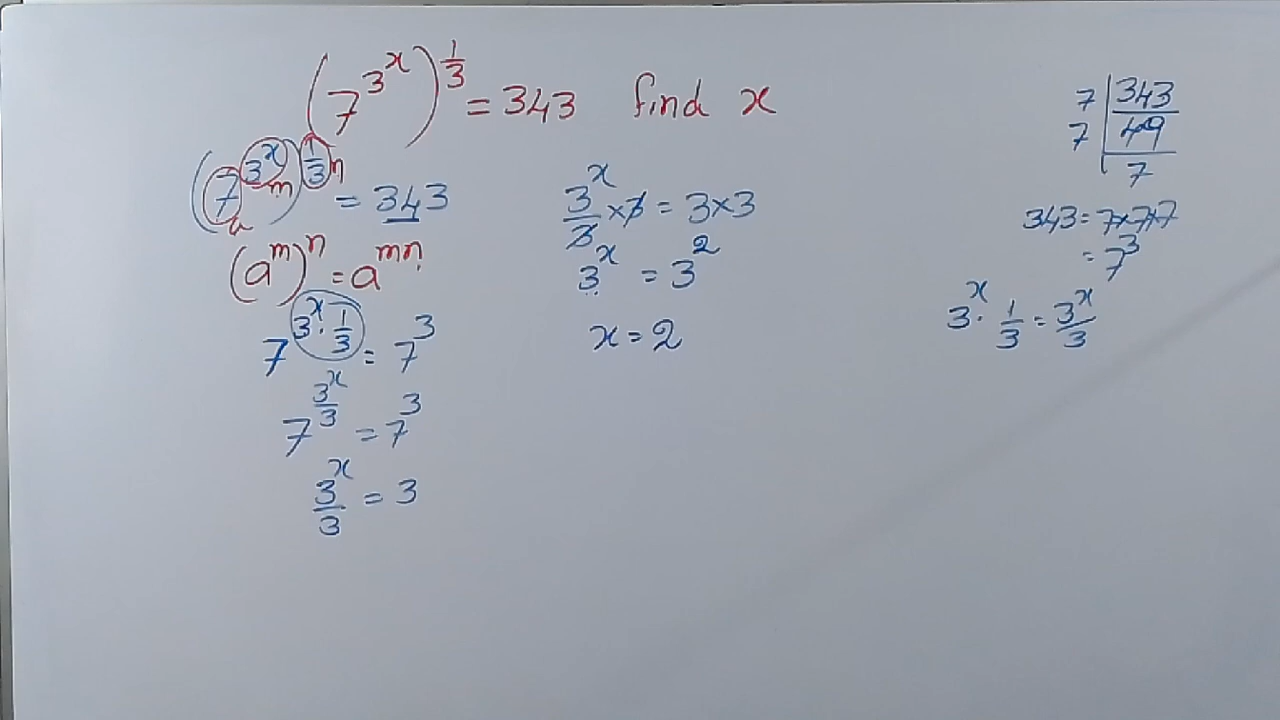 (7^{3^x})^{1/3} = 343 find x
(7^{3^x})^{1/3} = 343
a m n
(a^m)^n = a^{mn}
7^{3^x · 1/3} = 7^3
7^{3^x/3} = 7^3
3^x/3 = 3
3^x/3 × 3 = 3×3
3^x = 3^2
x = 2
7 | 343
7 | 49
7
343 = 7×7×7
= 7^3
3^x · 1/3 = 3^x/3